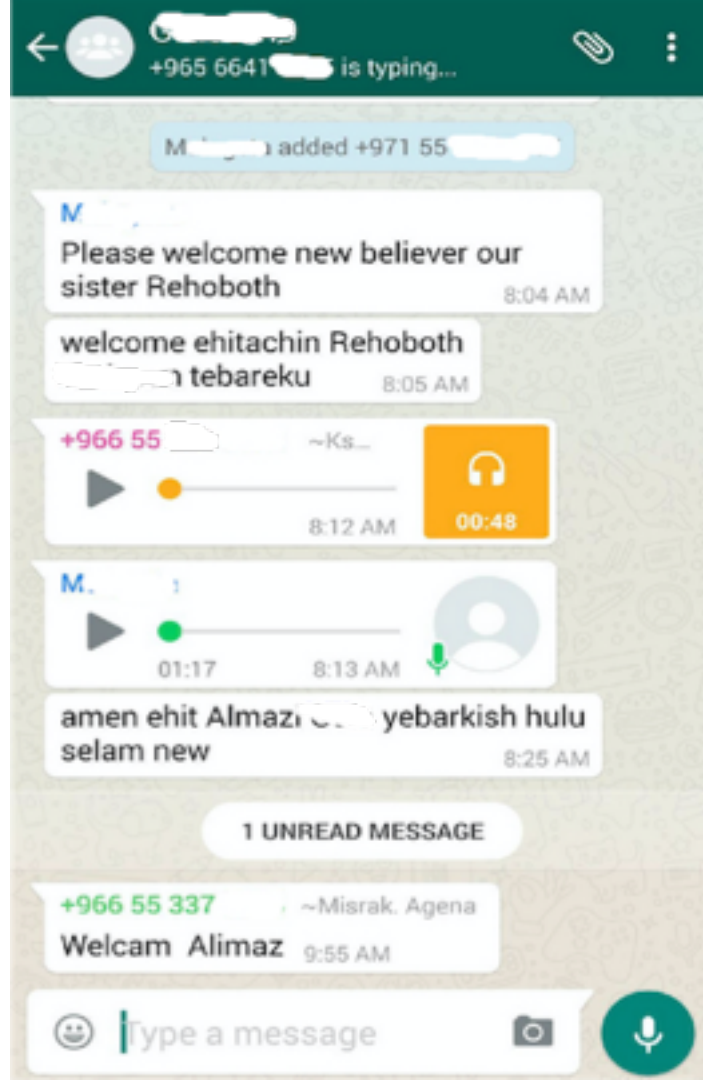 +965 6641 is typing...
added +971 55
Please welcome new believer our
sister Rehoboth
8:04 AM
welcome ehitachin Rehoboth
tebareku 8:05 AM
+966 55 ~Ks...
8:12 AM 00:48
M.
01:17 8:13 AM
amen ehit Almazi yebarkish hulu
selam new
8:25 AM
1 UNREAD MESSAGE
+966 55 337 ~Misrak. Agena
Welcam Alimaz 9:55 AM
Type a message